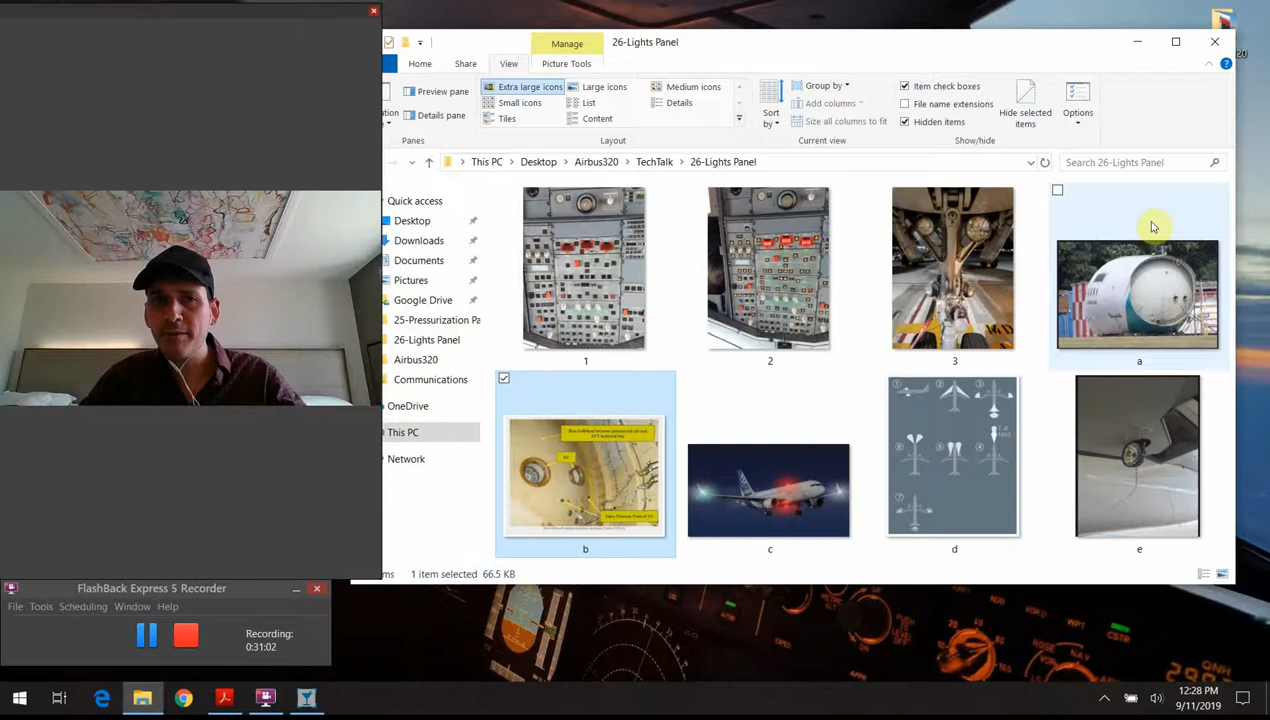 26-Lights Panel
Manage
Home
Share
View
Picture Tools
Preview pane
Details pane
Panes
Extra large icons
Large icons
Medium icons
Small icons
List
Details
Tiles
Content
Layout
Sort
by
Group by
Add columns
Size all columns to fit
Current view
Item check boxes
File name extensions
Hidden items
Hide selected
items
Options
Show/hide
This PC > Desktop > Airbus320 > TechTalk > 26-Lights Panel
Search 26-Lights Panel
Quick access
Desktop
Downloads
Documents
Pictures
Google Drive
25-Pressurization Pa
26-Lights Panel
Airbus320
Communications
OneDrive
This PC
Network
1
2
3
a
b
c
d
e
1 item selected 66.5 KB
FlashBack Express 5 Recorder
File Tools Scheduling Window Help
Recording:
0:31:02
CSTR
QNH
12:28 PM
9/11/2019